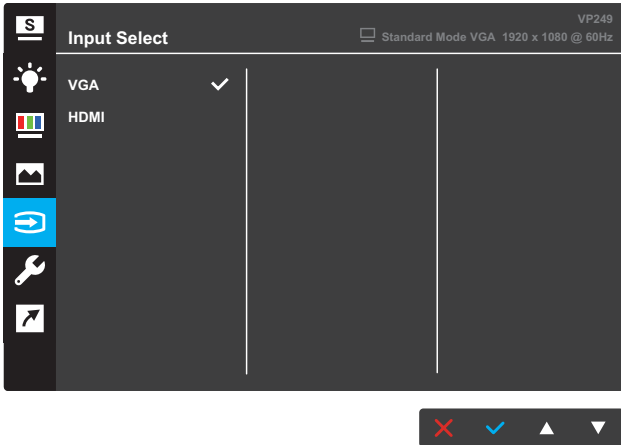 S
VP249
Input Select
Standard Mode VGA 1920 x 1080 @ 60Hz
VGA
HDMI